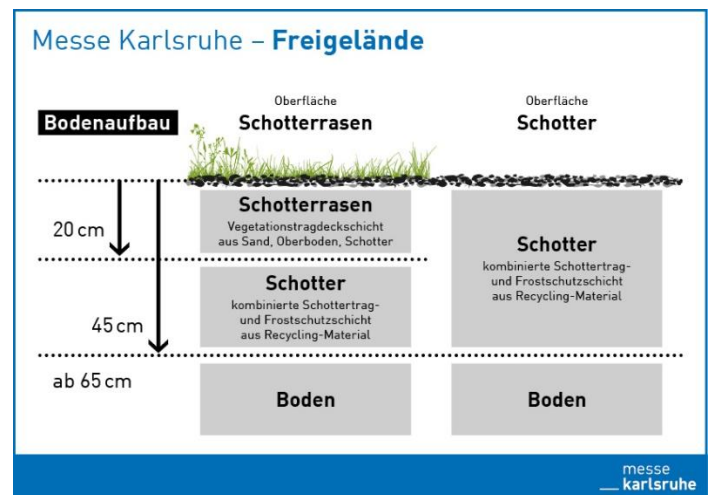 Messe Karlsruhe – Freigelände
Bodenaufbau
Oberfläche
Schotterrasen
Oberfläche
Schotter
20 cm
45 cm
ab 65 cm
Schotterrasen
Vegetationstragdeckschicht
aus Sand, Oberboden, Schotter
Schotter
kombinierte Schottertrag-
und Frostschutzschicht
aus Recycling-Material
Boden
Schotter
kombinierte Schottertrag-
und Frostschutzschicht
aus Recycling-Material
Boden
messe
karlsruhe